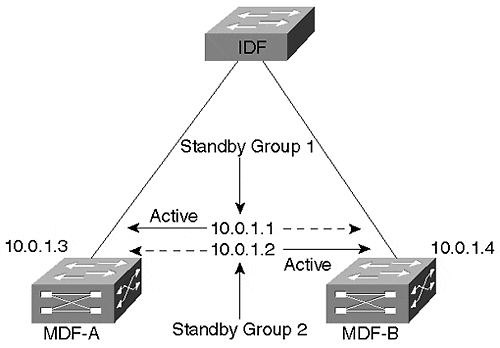 IDF
Standby Group 1
Active
10.0.1.1
10.0.1.3
10.0.1.2
10.0.1.4
Active
MDF-A
Standby Group 2
MDF-B